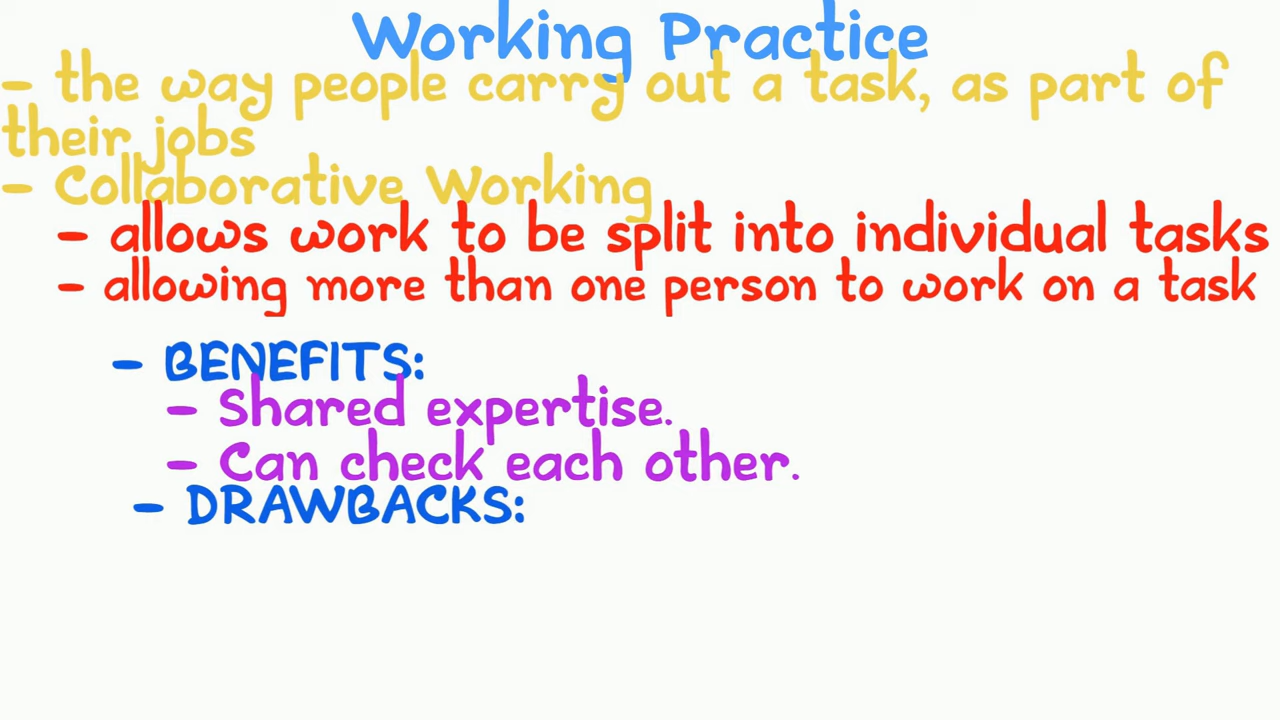 Working Practice
- the way people carry out a task, as part of
their jobs
- Collaborative Working
- allows work to be split into individual tasks
- allowing more than one person to work on a task
- BENEFITS:
- Shared expertise.
- Can check each other.
- DRAWBACKS: